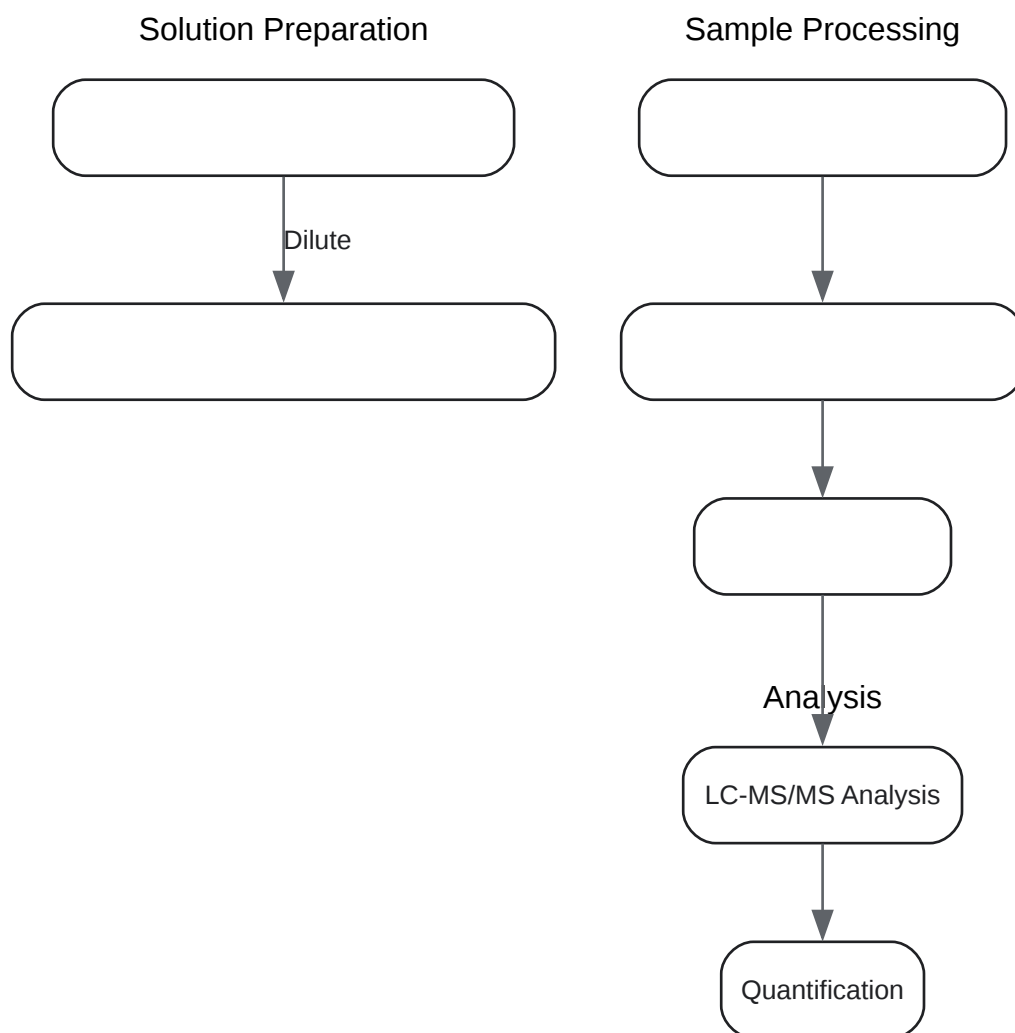 Solution Preparation
Sample Processing
Dilute
Analysis
LC-MS/MS Analysis
Quantification